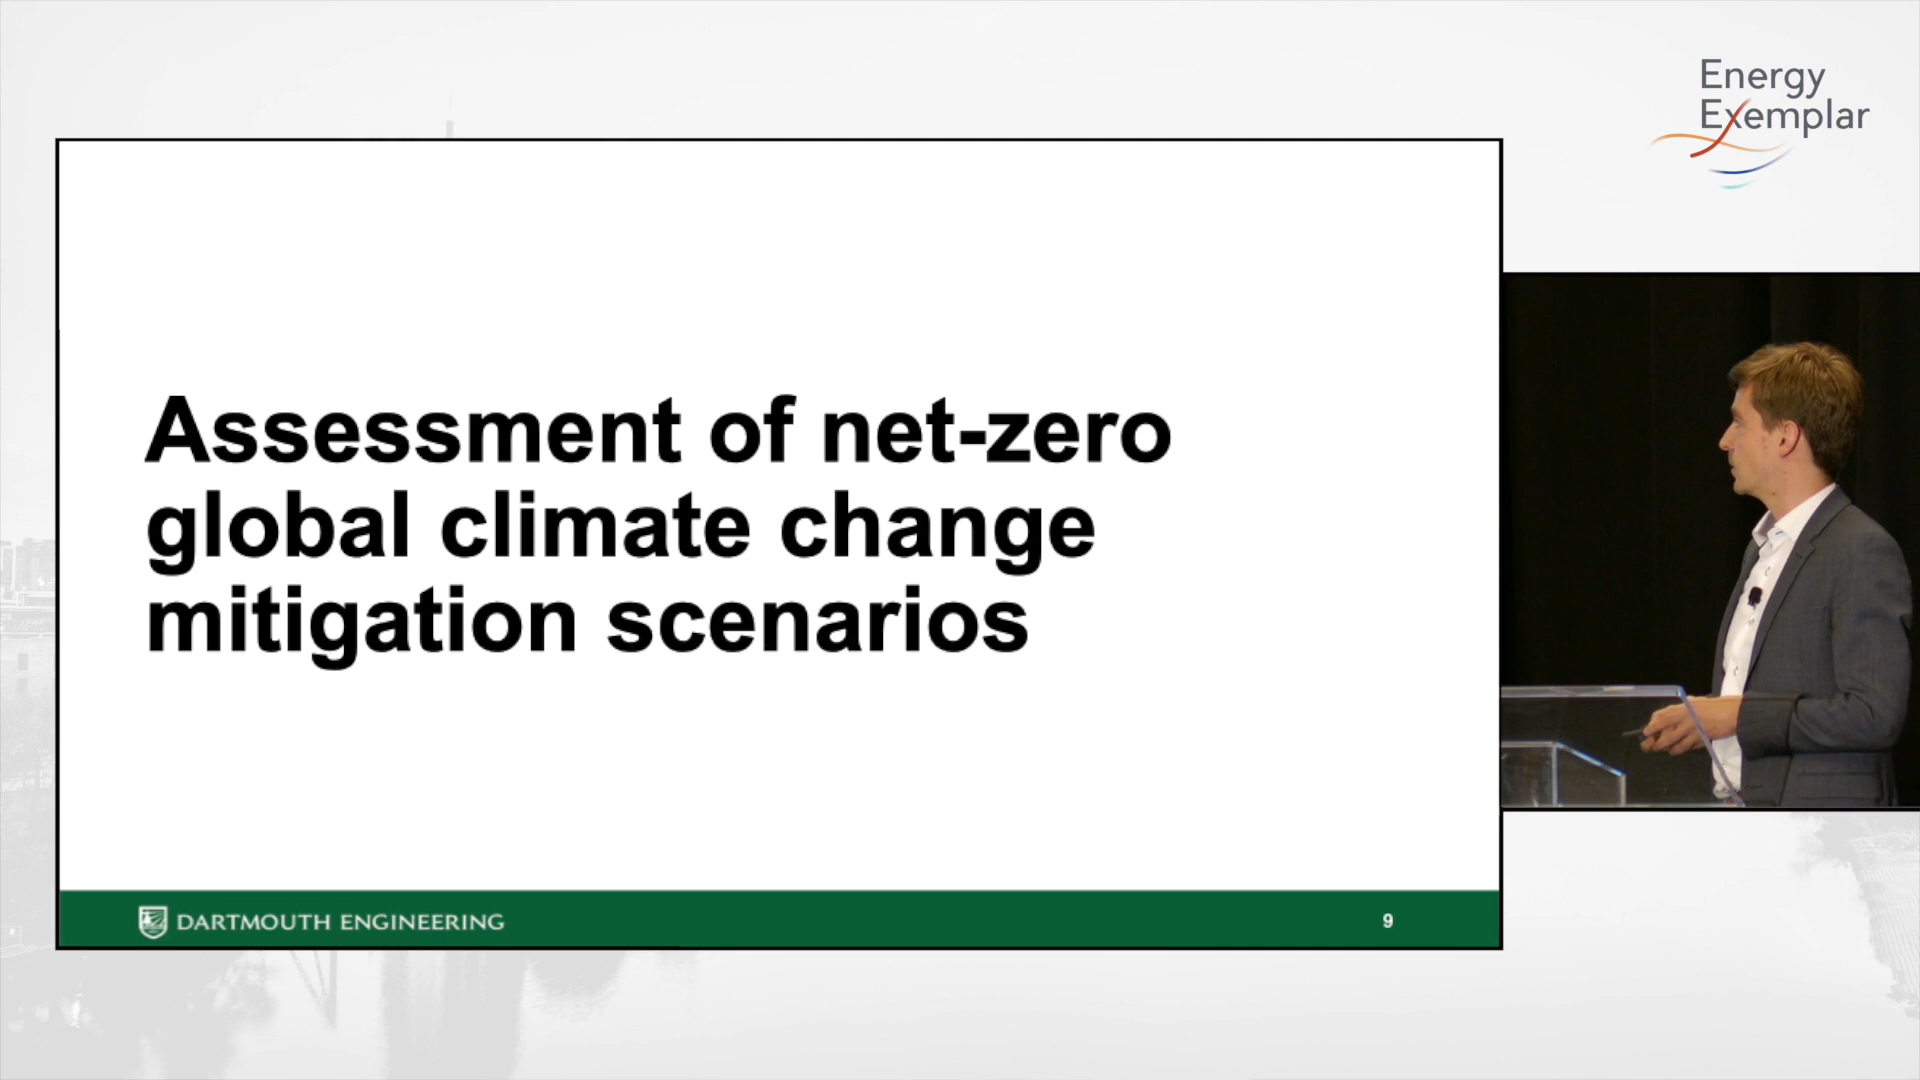 Energy
Exemplar
Assessment of net-zero
global climate change
mitigation scenarios
DARTMOUTH ENGINEERING
9